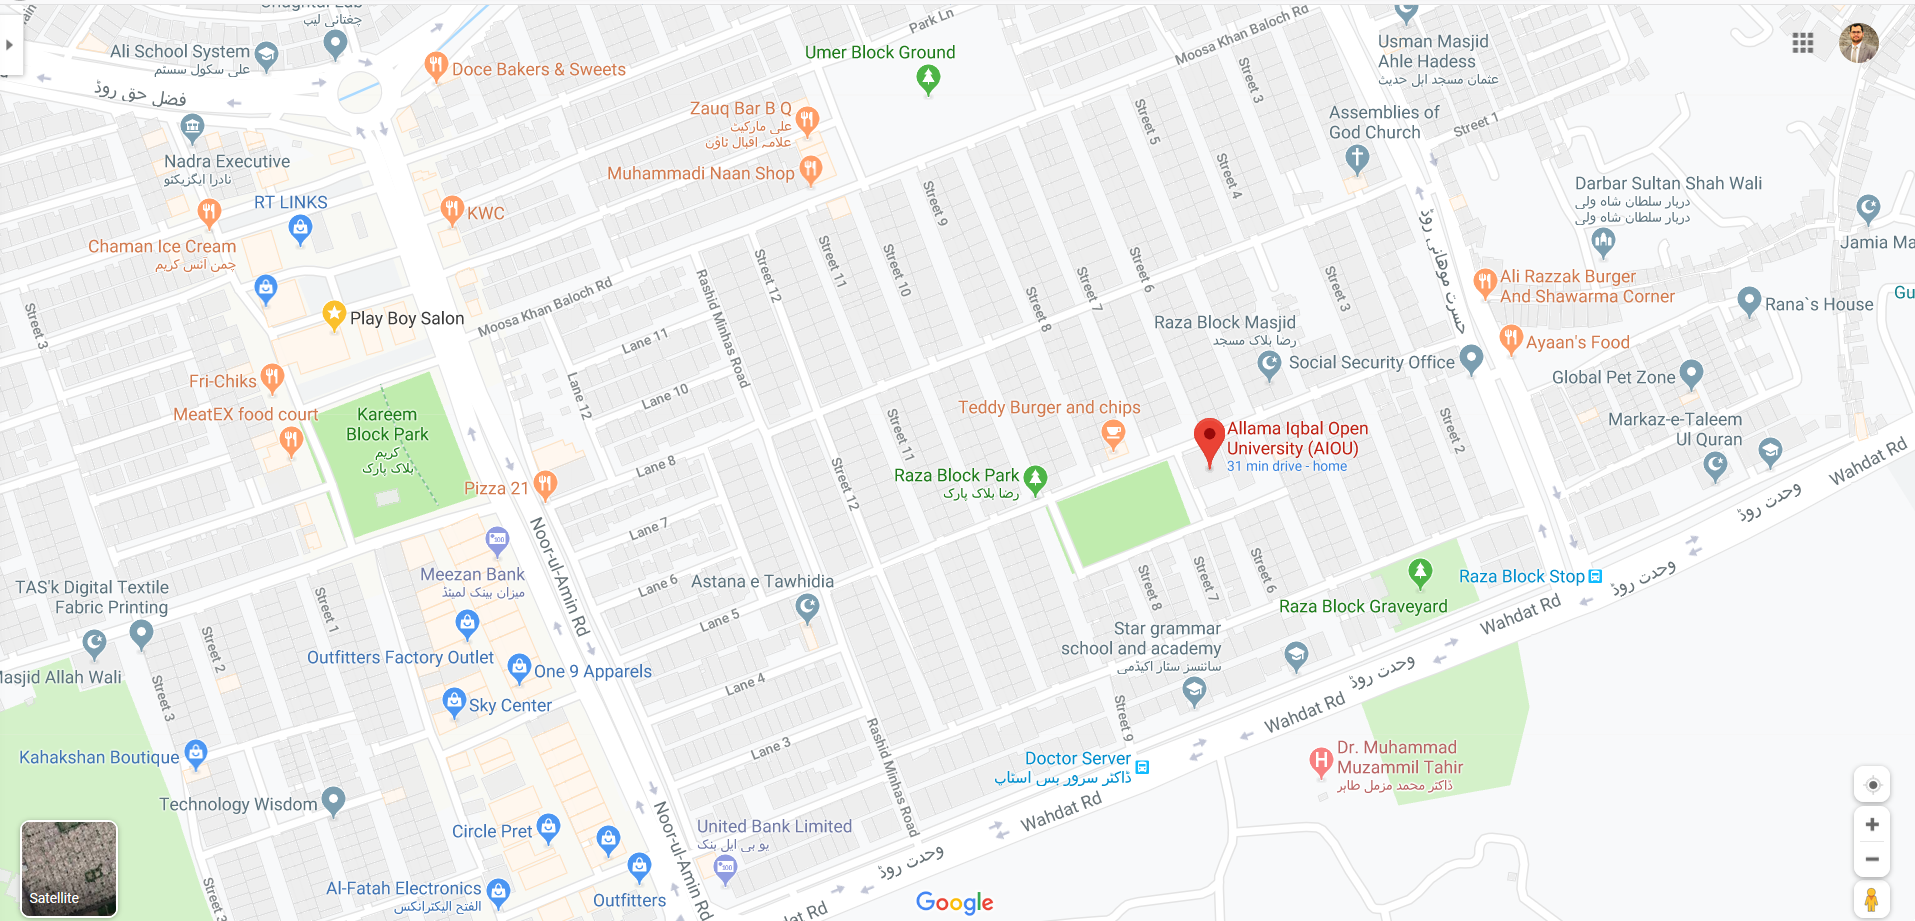 چغتائی لیب
Park Ln
Moosa Khan Baloch Rd
Ali School System
علی سکول سسٹم
Doce Bakers & Sweets
Umer Block Ground
Usman Masjid
Ahle Hadess
عثمان مسجد اہل حدیث
فضل حق روڈ
Zauq Bar B Q
علی مارکیٹ
علامہ اقبال ٹاؤن
Street 3
Street 5
Assemblies of
God Church
Street 1
Nadra Executive
نادرا ایگزیکٹو
Muhammadi Naan Shop
Street 4
Street 9
Darbar Sultan Shah Wali
دربار سلطان شاہ ولی
دربار سلطان شاہ ولی
RT LINKS
KWC
Chaman Ice Cream
چمن آئس کریم
حسرت موھانی روڈ
Jamia Ma
Street 12
Street 11
Street 10
Street 6
Street 7
Street 8
Street 3
Rashid Minhas Road
Moosa Khan Baloch Rd
Ali Razzak Burger
And Shawarma Corner
Rana`s House
Gu
Street 3
Play Boy Salon
Lane 11
Raza Block Masjid
رضا بلاک مسجد
Social Security Office
Ayaan's Food
Global Pet Zone
Fri-Chiks
MeatEX food court
Kareem
Block Park
کریم
بلاک پارک
Lane 12
Lane 10
Teddy Burger and chips
Allama Iqbal Open
University (AIOU)
31 min drive - home
Street 2
Markaz-e-Taleem
Ul Quran
Wahdat Rd
Street 11
Lane 8
Street 12
Raza Block Park
رضا بلاک پارک
Pizza 21
وحدت روڈ
Noor-ul-Amin Rd
Lane 7
Meezan Bank
میزان بینک لمیٹڈ
Lane 6
Astana e Tawhidia
Street 8
Street 7
Street 6
Raza Block Stop
Raza Block Graveyard
وحدت روڈ
Wahdat Rd
TAS'k Digital Textile
Fabric Printing
Street 1
Street 2
Lane 5
Star grammar
school and academy
سائنسز سٹار اکیڈمی
Outfitters Factory Outlet
One 9 Apparels
Masjid Allah Wali
Street 3
Lane 4
Sky Center
وحدت روڈ
Wahdat Rd
Street 9
Kahakshan Boutique
Lane 3
Rashid Minhas Road
Doctor Server
ڈاکٹر سرور بس اسٹاپ
Dr. Muhammad
Muzammil Tahir
ڈاکٹر محمد مزمل طاہر
Technology Wisdom
Wahdat Rd
Circle Pret
United Bank Limited
یو بی ایل بنک
Noor-ul-Amin Rd
وحدت روڈ
Al-Fatah Electronics
الفتح الیکٹرانکس
Outfitters
Street 3
Satellite
Google